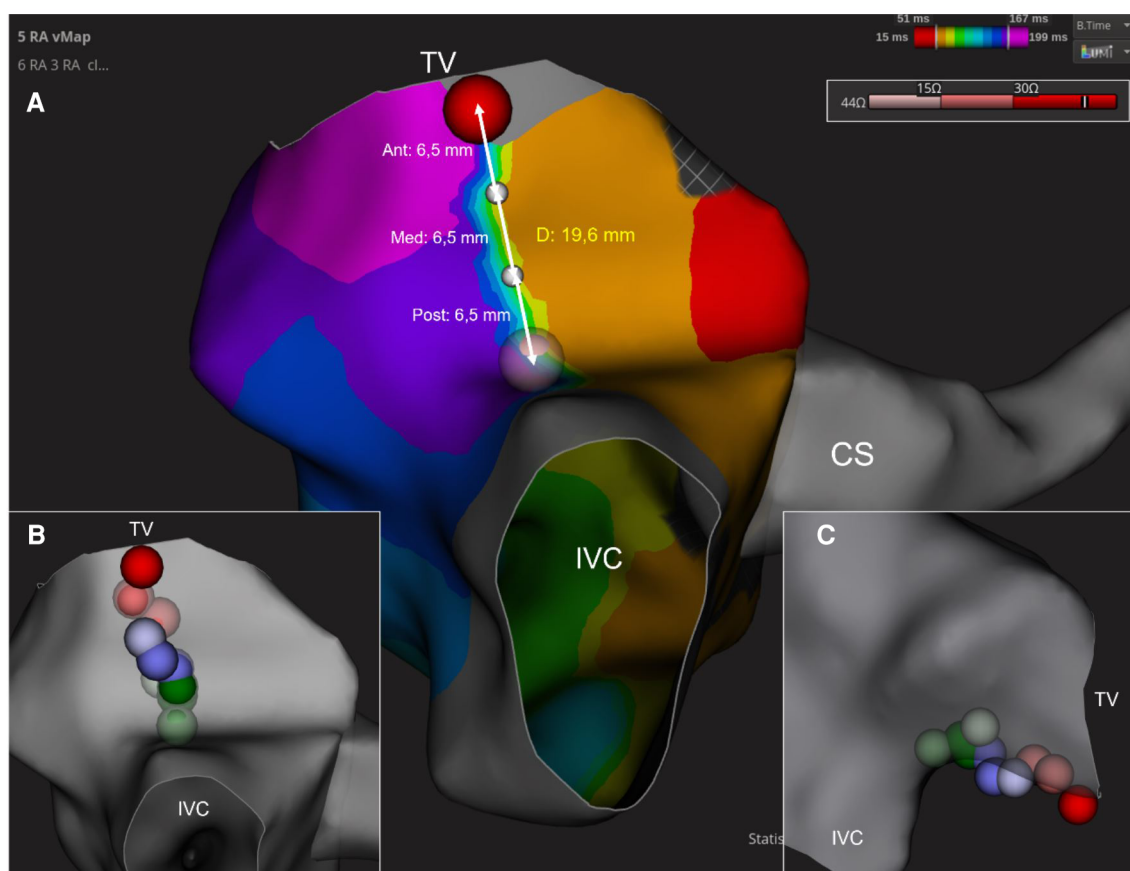 5 RA vMap
6 RA 3 RA cl...
A
TV
51 ms 167 ms
15 ms 199 ms
B.Time
LUMi
15Ω 30Ω
44Ω
Ant: 6,5 mm
Med: 6,5 mm
D: 19,6 mm
Post: 6,5 mm
CS
IVC
B
TV
IVC
Statis
C
TV
IVC